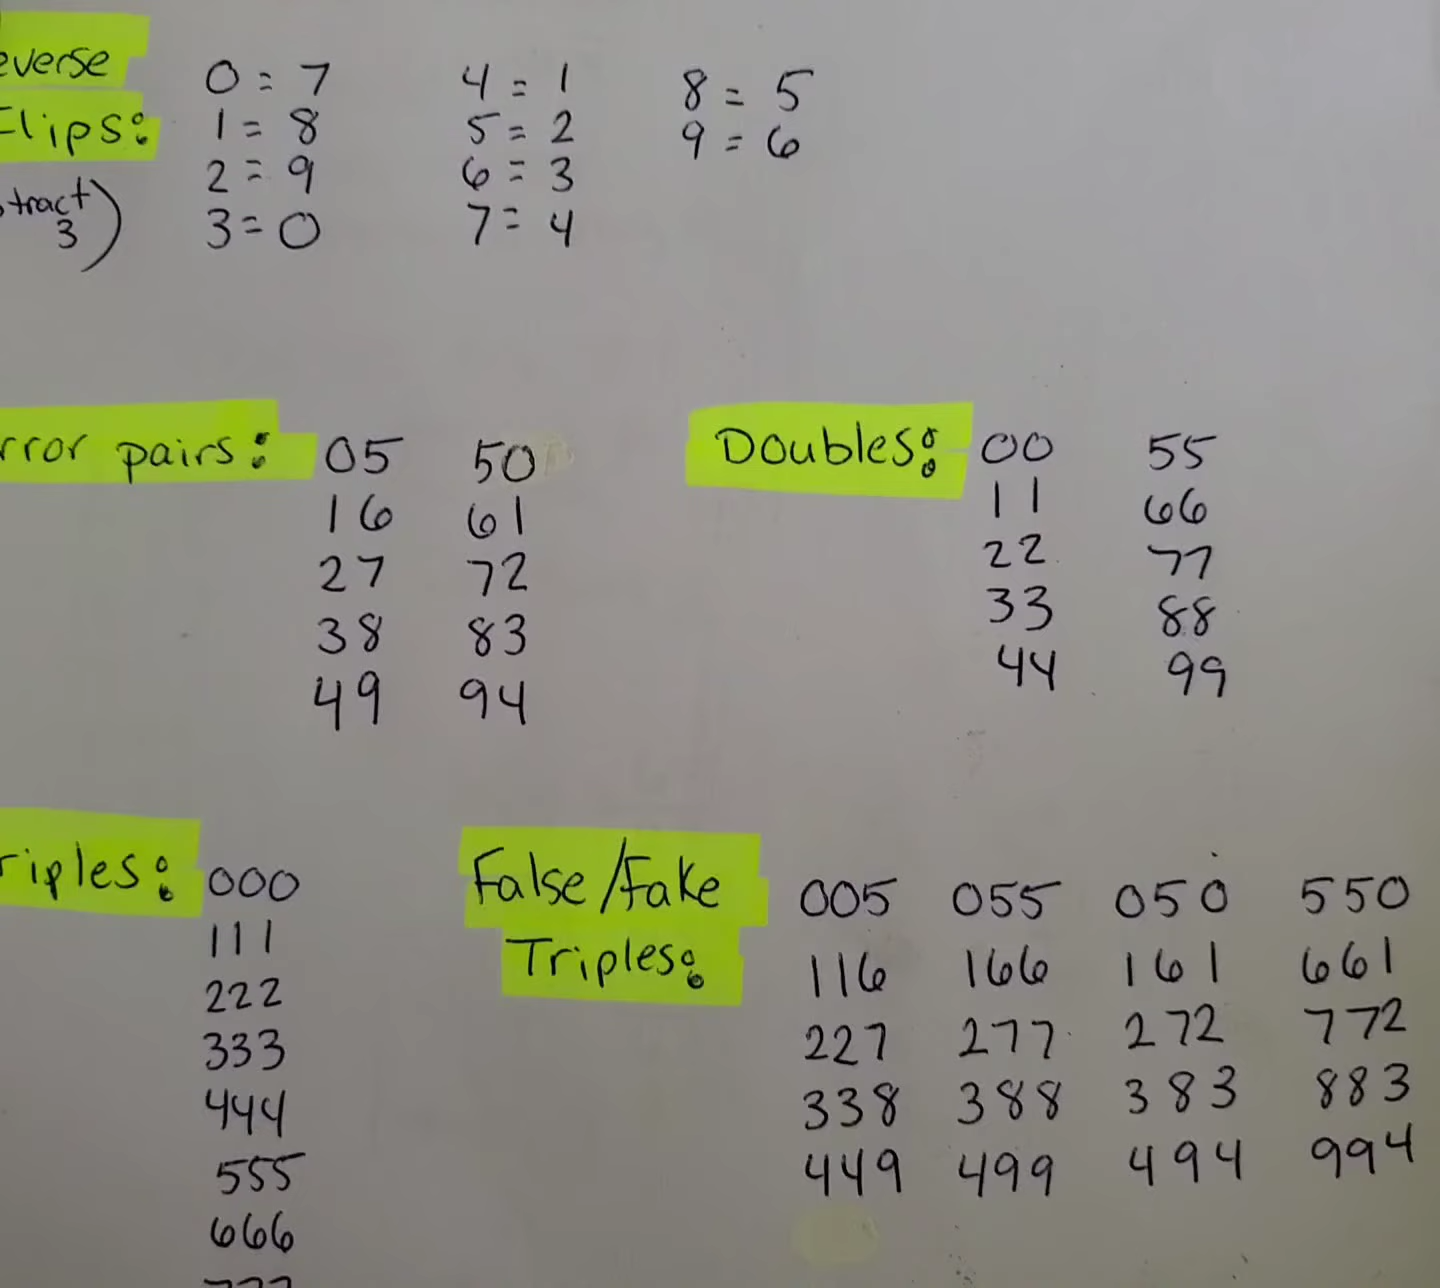 everse
Flips:
tract
3)
0 = 7 4 = 1 8 = 5
1 = 8 5 = 2 9 = 6
2 = 9 6 = 3
3 = 0 7 = 4
rror pairs: 05 50
16 61
27 72
38 83
49 94
Doubles: 00 55
11 66
22 77
33 88
44 99
riples: 000
111
222
333
444
555
666
777
False/Fake
Triples:
005 055 050 550
116 166 161 661
227 277 272 772
338 388 383 883
449 499 494 994